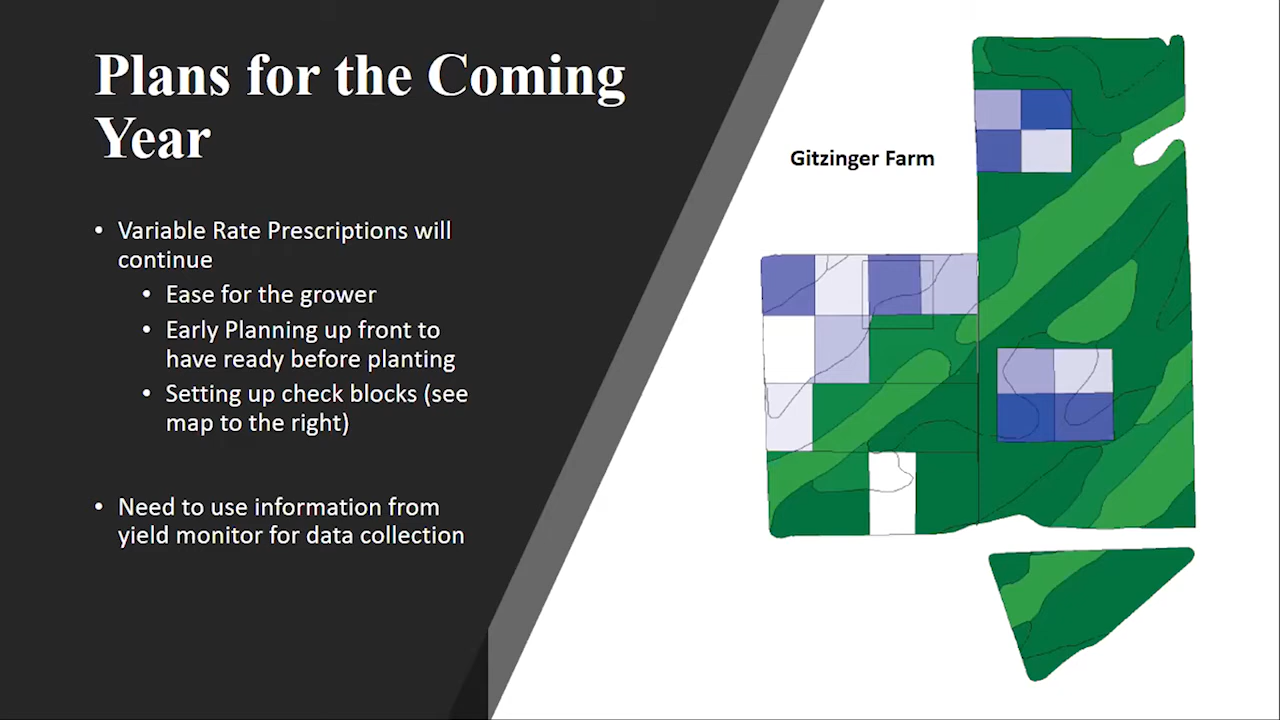 Plans for the Coming
Year
• Variable Rate Prescriptions will
continue
• Ease for the grower
• Early Planning up front to
have ready before planting
• Setting up check blocks (see
map to the right)
• Need to use information from
yield monitor for data collection
Gitzinger Farm